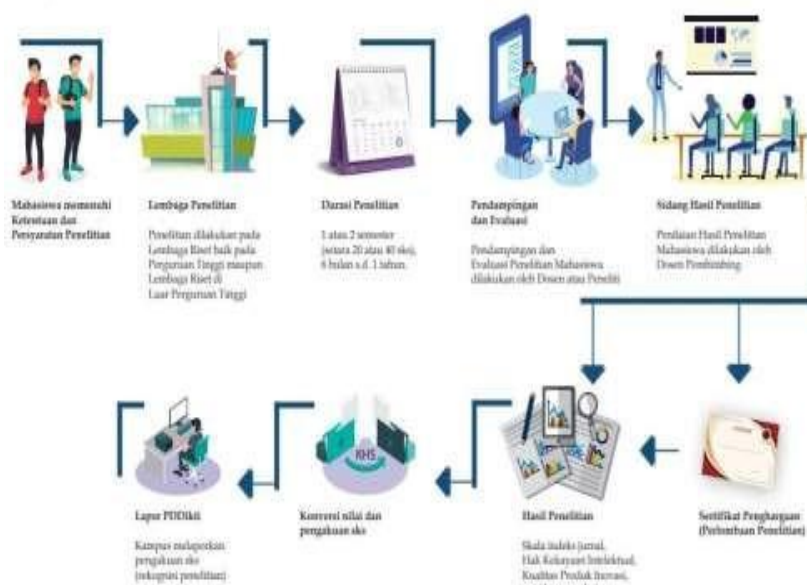 Mahasiswa memenuhi
Ketentuan dan
Persyaratan Penelitian
Lembaga Penelitian
Penelitian dilakukan pada
Lembaga Riset baik pada
Perguruan Tinggi maupun
Lembaga Riset di
Luar Perguruan Tinggi
Durasi Penelitian
1 atau 2 semester
(setara 20 atau 40 sks),
6 bulan s.d. 1 tahun.
Pendampingan
dan Evaluasi
Pendampingan dan
Evaluasi Penelitian Mahasiswa
dilakukan oleh Dosen atau Peneliti
Sidang Hasil Penelitian
Penilaian Hasil Penelitian
Mahasiswa dilakukan oleh
Dosen Pembimbing
Sertifikat Penghargaan
(Perlombaan Penelitian)
Hasil Penelitian
Skala indeks jurnal,
Hak Kekayaan Intelektual,
Kualitas Produk Inovasi,
KHS
Konversi nilai dan
pengakuan sks
Lapor PDDikti
Kampus melaporkan
pengakuan sks
(rekognisi penelitian)